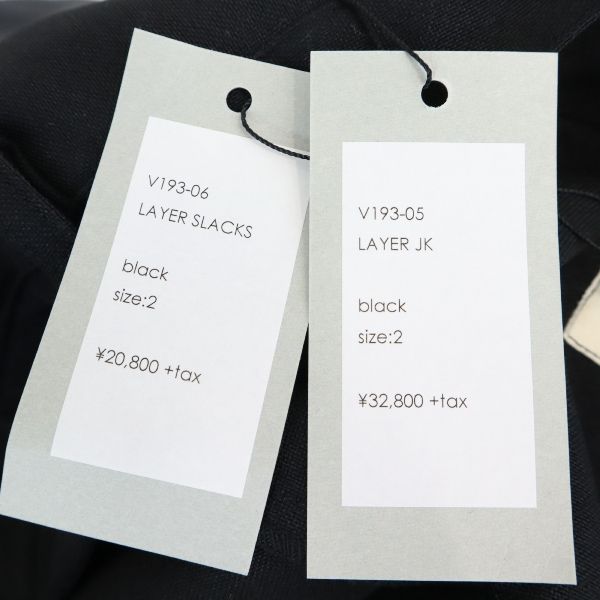 V193-06
LAYER SLACKS
black
size:2
¥20,800 +tax
V193-05
LAYER JK
black
size:2
¥32,800 +tax